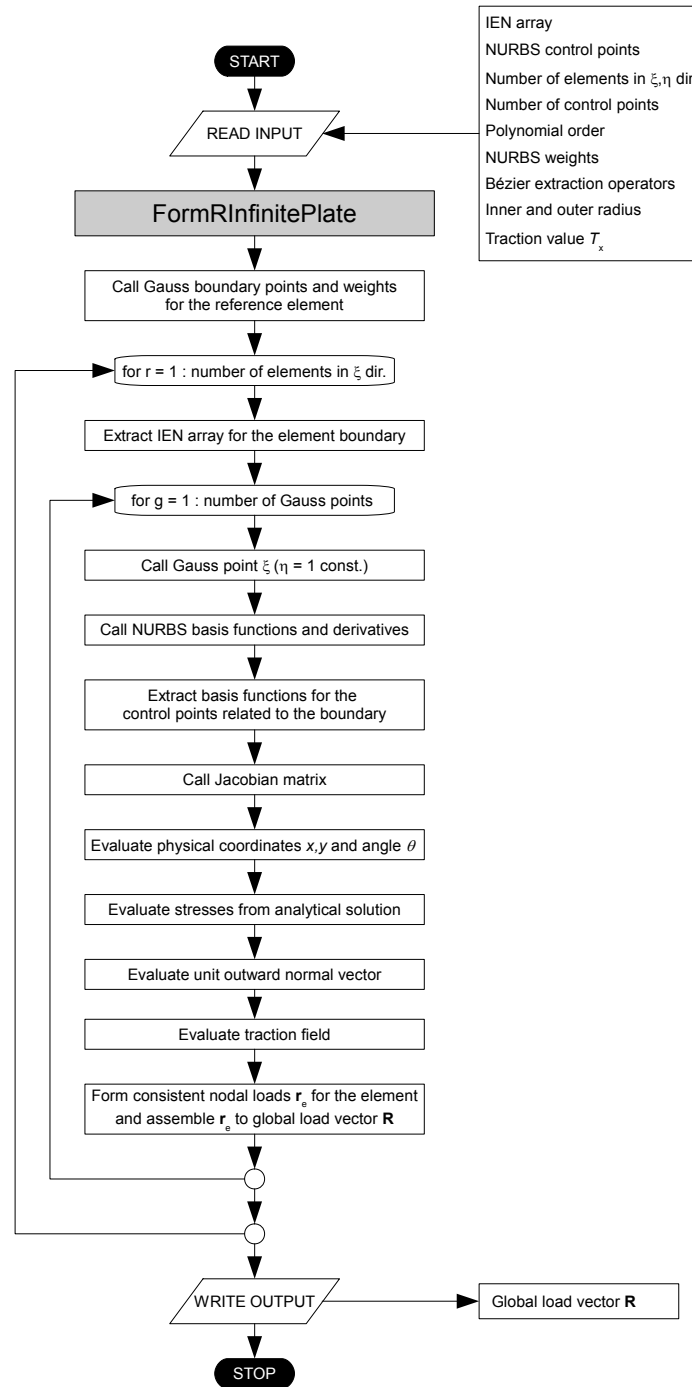 START
READ INPUT
IEN array
NURBS control points
Number of elements in ξ,η dir
Number of control points
Polynomial order
NURBS weights
Bézier extraction operators
Inner and outer radius
Traction value Tx
FormRInfinitePlate
Call Gauss boundary points and weights
for the reference element
for r = 1 : number of elements in ξ dir.
Extract IEN array for the element boundary
for g = 1 : number of Gauss points
Call Gauss point ξ (η = 1 const.)
Call NURBS basis functions and derivatives
Extract basis functions for the
control points related to the boundary
Call Jacobian matrix
Evaluate physical coordinates x,y and angle θ
Evaluate stresses from analytical solution
Evaluate unit outward normal vector
Evaluate traction field
Form consistent nodal loads re for the element
and assemble re to global load vector R
WRITE OUTPUT
Global load vector R
STOP